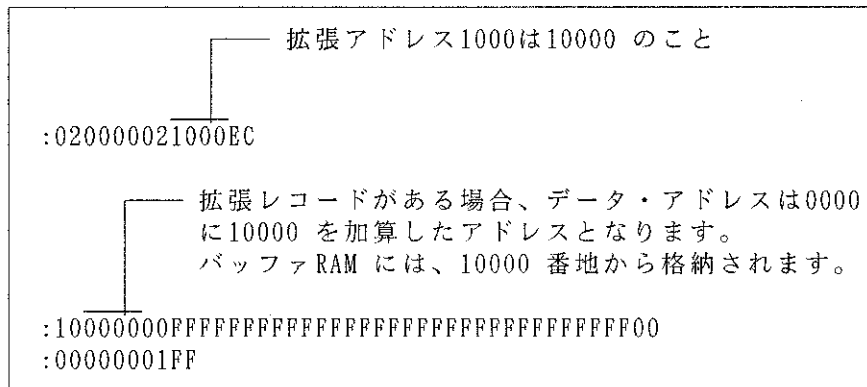 拡張アドレス1000は10000 のこと
:020000021000EC
拡張レコードがある場合、データ・アドレスは0000
に10000 を加算したアドレスとなります。
バッファRAM には、10000 番地から格納されます。
:10000000FFFFFFFFFFFFFFFFFFFFFFFFFFFFFFFF00
:00000001FF